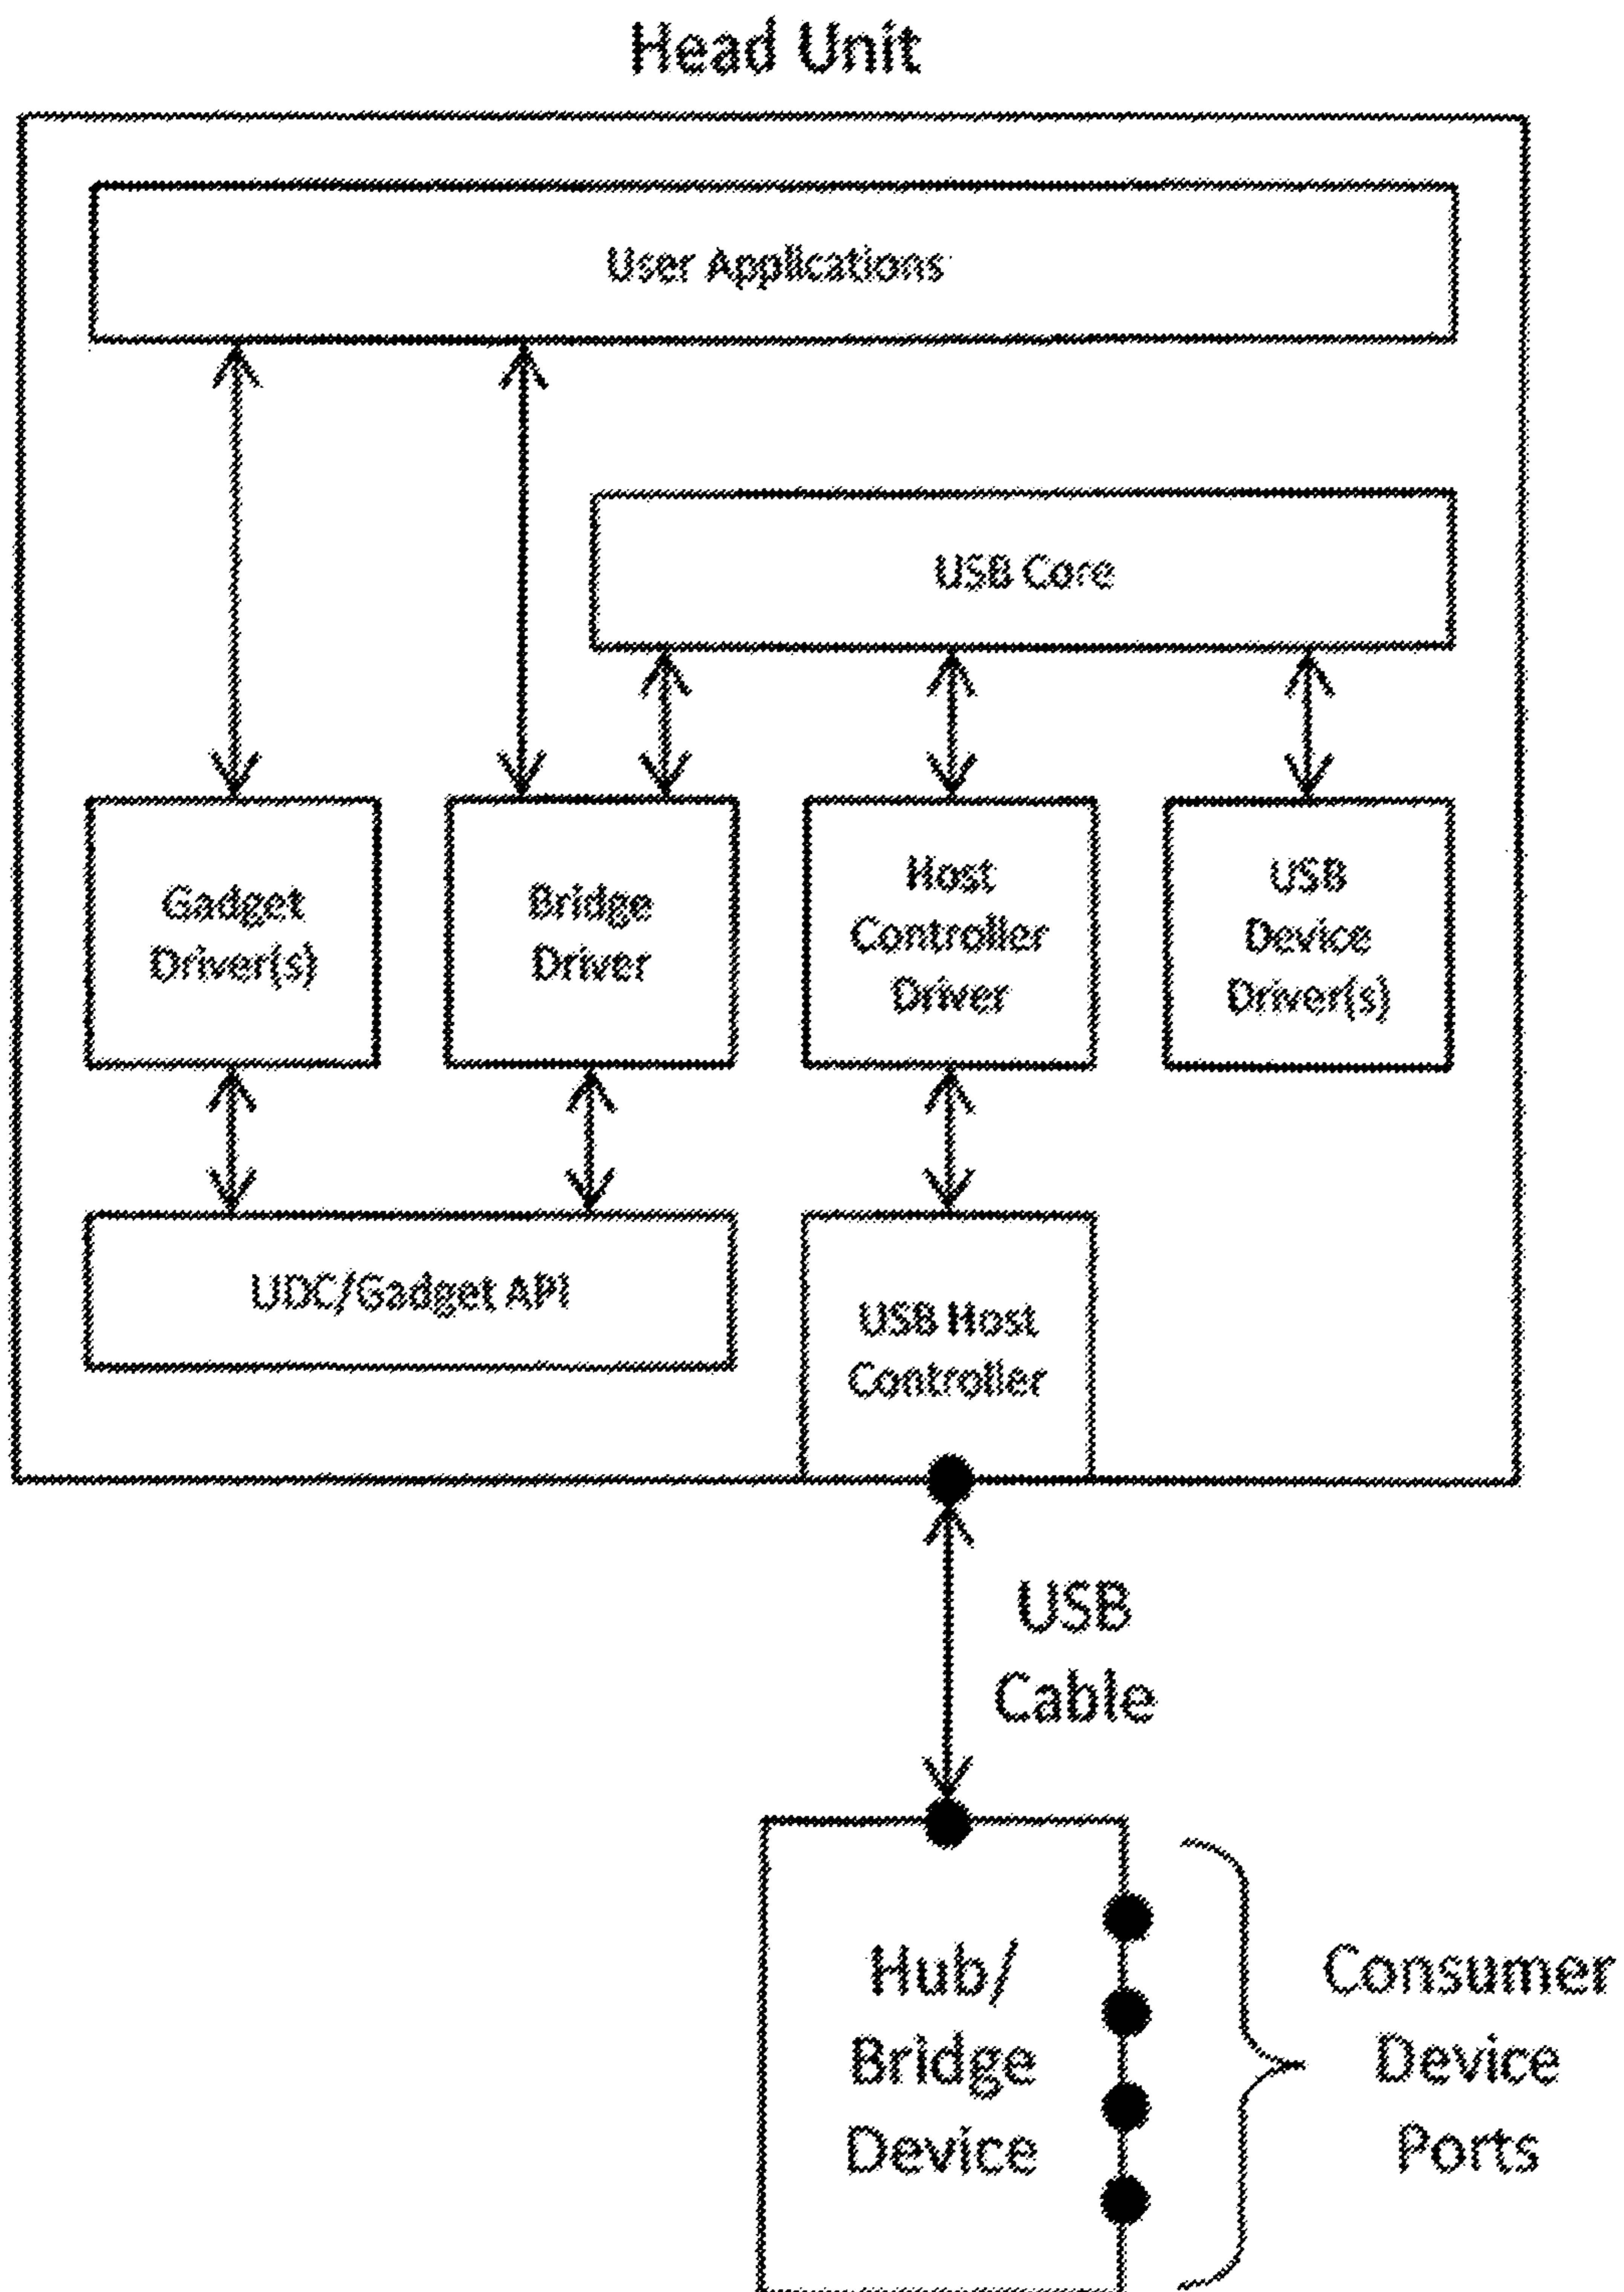 Head Unit
User Applications
USB Core
Gadget
Driver(s)
Bridge
Driver
Host
Controller
Driver
USB
Device
Driver(s)
UDC/Gadget API
USB Host
Controller
USB
Cable
Hub/
Bridge
Device
Consumer
Device
Ports